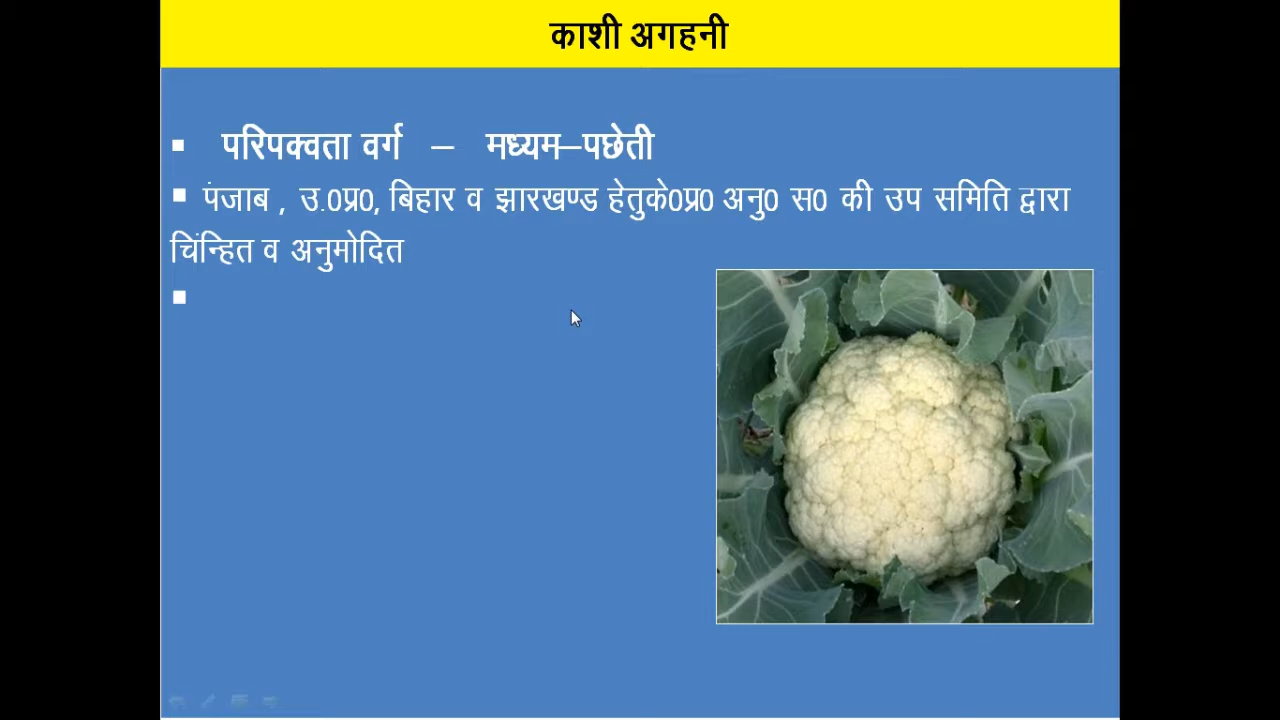 काशी अगहनी
▪ परिपक्वता वर्ग – मध्यम–पछेती
▪ पंजाब , उ.0प्र0, बिहार व झारखण्ड हेतुके0प्र0 अनु0 स0 की उप समिति द्वारा
चिंन्हित व अनुमोदित
▪